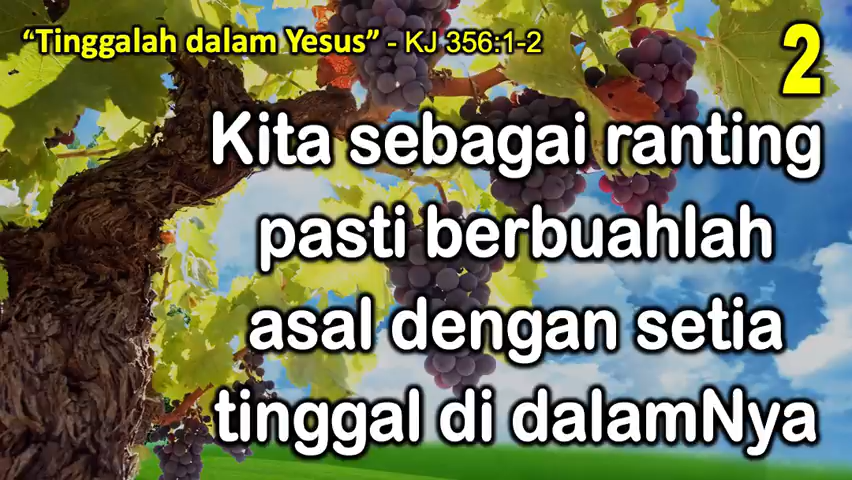 “Tinggalah dalam Yesus” - KJ 356:1-2
2
Kita sebagai ranting
pasti berbuahlah
asal dengan setia
tinggal di dalamNya